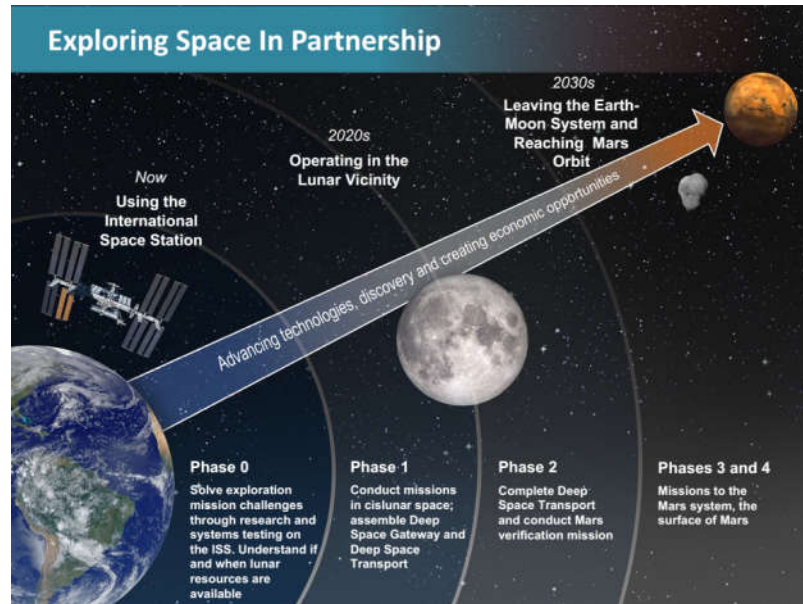 Exploring Space In Partnership
Now
Using the
International
Space Station
2020s
Operating in the
Lunar Vicinity
2030s
Leaving the Earth-
Moon System and
Reaching Mars
Orbit
Advancing technologies, discovery and creating economic opportunities
Phase 0
Solve exploration
mission challenges
through research and
systems testing on
the ISS. Understand if
and when lunar
resources are
available
Phase 1
Conduct missions
in cislunar space;
assemble Deep
Space Gateway and
Deep Space
Transport
Phase 2
Complete Deep
Space Transport
and conduct Mars
verification mission
Phases 3 and 4
Missions to the
Mars system, the
surface of Mars